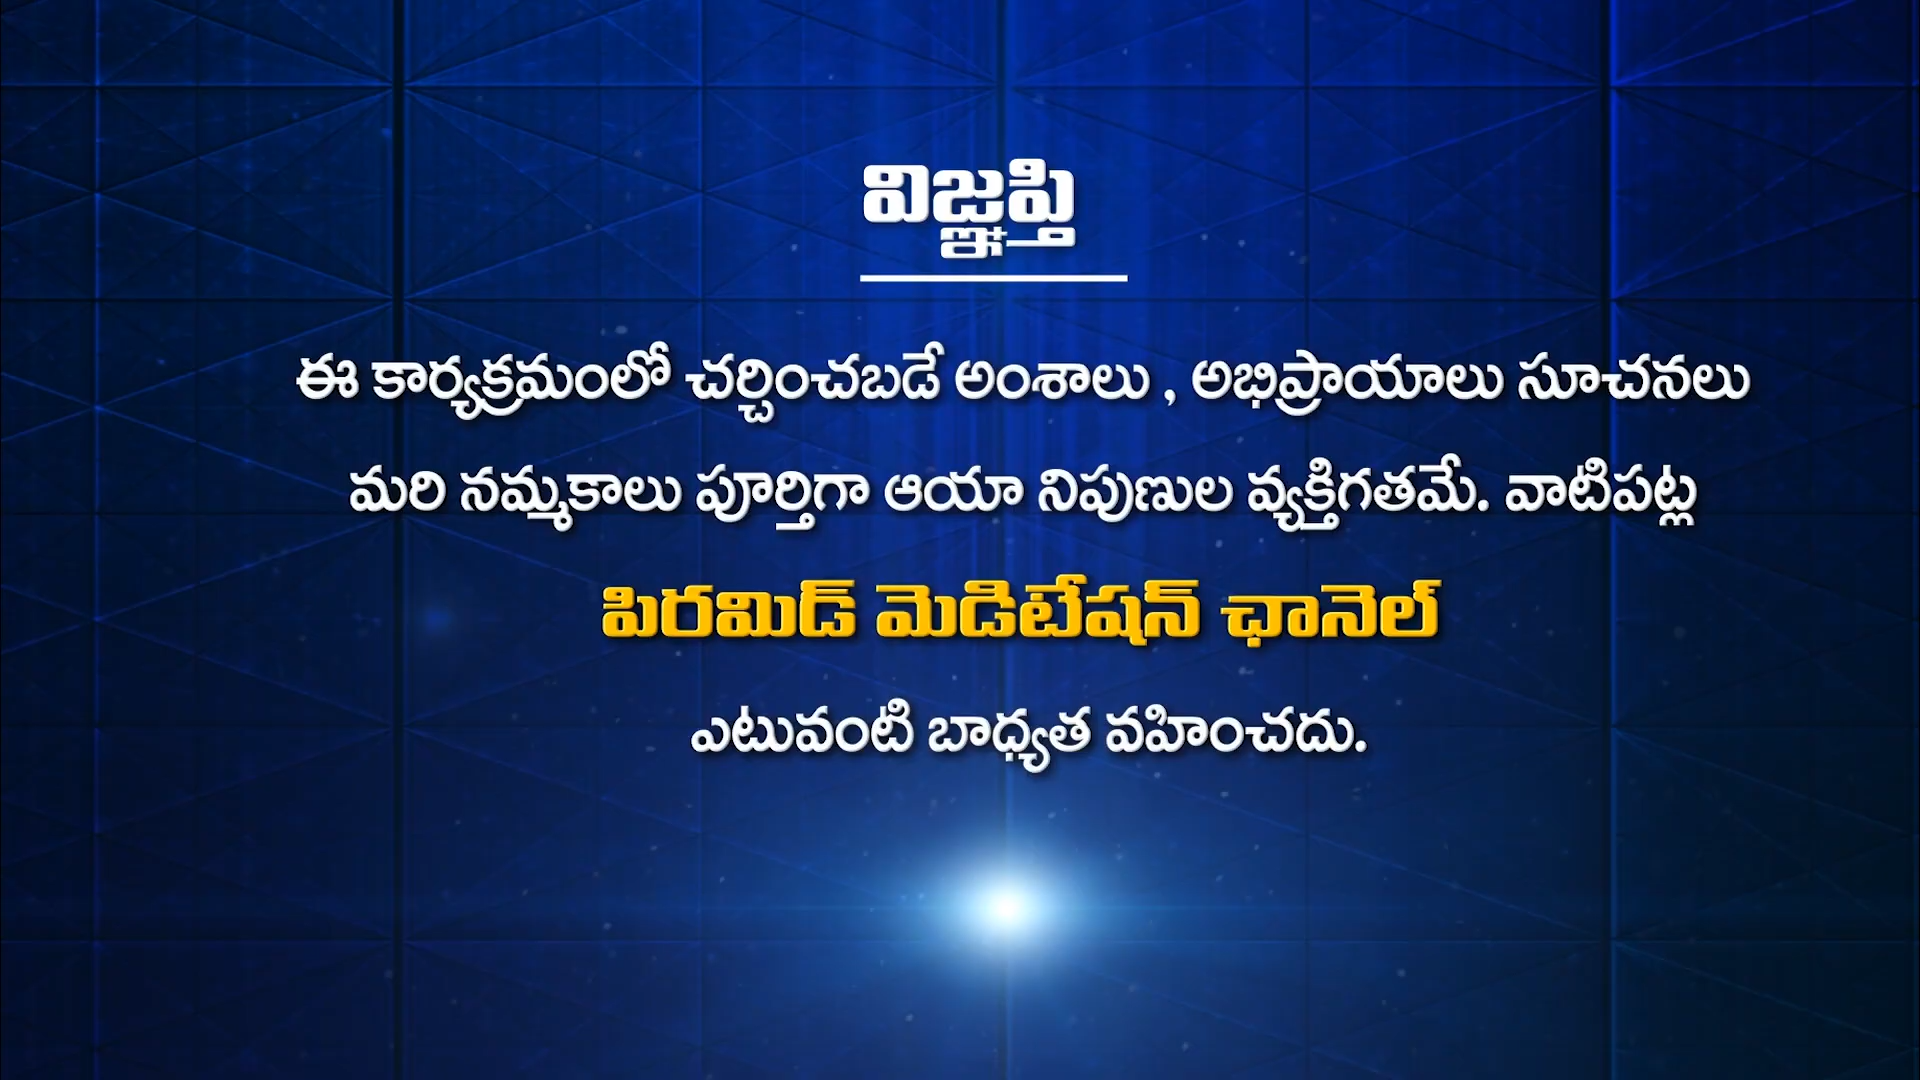 విజ్ఞప్తి
ఈ కార్యక్రమంలో చర్చించబడే అంశాలు , అభిప్రాయాలు సూచనలు
మరి నమ్మకాలు పూర్తిగా ఆయా నిపుణుల వ్యక్తిగతమే. వాటిపట్ల
పిరమిడ్ మెడిటేషన్ ఛానెల్
ఎటువంటి బాధ్యత వహించదు.